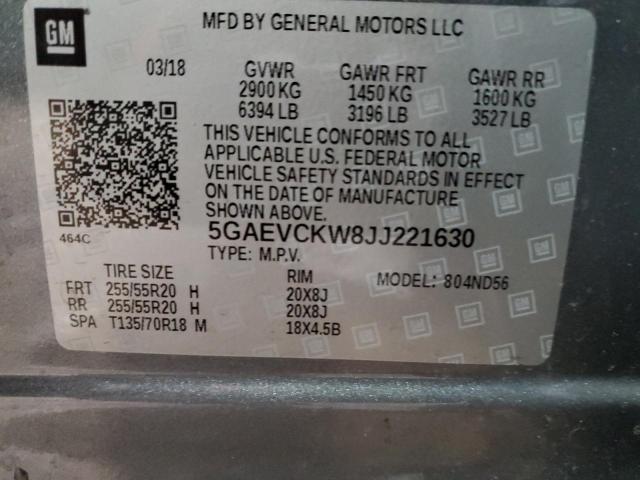 GM
MFD BY GENERAL MOTORS LLC
03/18 GVWR GAWR FRT GAWR RR
2900 KG 1450 KG 1600 KG
6394 LB 3196 LB 3527 LB
THIS VEHICLE CONFORMS TO ALL
APPLICABLE U.S. FEDERAL MOTOR
VEHICLE SAFETY STANDARDS IN EFFECT
ON THE DATE OF MANUFACTURE
SHOWN ABOVE.
464C
5GAEVCKW8JJ221630
TYPE: M.P.V.
TIRE SIZE RIM MODEL: 804ND56
FRT 255/55R20 H 20X8J
RR 255/55R20 H 20X8J
SPA T135/70R18 M 18X4.5B